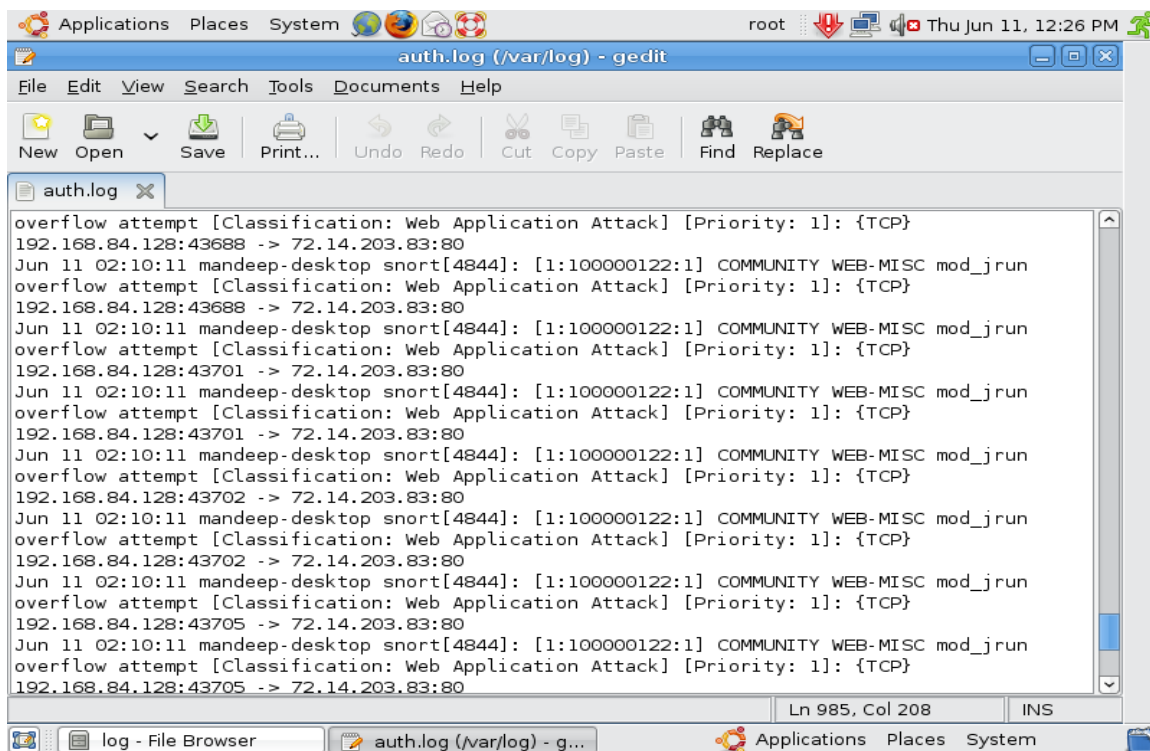 Applications Places System root Thu Jun 11, 12:26 PM
auth.log (/var/log) - gedit
File Edit View Search Tools Documents Help
New Open Save Print... Undo Redo Cut Copy Paste Find Replace
auth.log
overflow attempt [Classification: Web Application Attack] [Priority: 1]: {TCP}
192.168.84.128:43688 -> 72.14.203.83:80
Jun 11 02:10:11 mandeep-desktop snort[4844]: [1:100000122:1] COMMUNITY WEB-MISC mod_jrun
overflow attempt [Classification: Web Application Attack] [Priority: 1]: {TCP}
192.168.84.128:43688 -> 72.14.203.83:80
Jun 11 02:10:11 mandeep-desktop snort[4844]: [1:100000122:1] COMMUNITY WEB-MISC mod_jrun
overflow attempt [Classification: Web Application Attack] [Priority: 1]: {TCP}
192.168.84.128:43701 -> 72.14.203.83:80
Jun 11 02:10:11 mandeep-desktop snort[4844]: [1:100000122:1] COMMUNITY WEB-MISC mod_jrun
overflow attempt [Classification: Web Application Attack] [Priority: 1]: {TCP}
192.168.84.128:43701 -> 72.14.203.83:80
Jun 11 02:10:11 mandeep-desktop snort[4844]: [1:100000122:1] COMMUNITY WEB-MISC mod_jrun
overflow attempt [Classification: Web Application Attack] [Priority: 1]: {TCP}
192.168.84.128:43702 -> 72.14.203.83:80
Jun 11 02:10:11 mandeep-desktop snort[4844]: [1:100000122:1] COMMUNITY WEB-MISC mod_jrun
overflow attempt [Classification: Web Application Attack] [Priority: 1]: {TCP}
192.168.84.128:43702 -> 72.14.203.83:80
Jun 11 02:10:11 mandeep-desktop snort[4844]: [1:100000122:1] COMMUNITY WEB-MISC mod_jrun
overflow attempt [Classification: Web Application Attack] [Priority: 1]: {TCP}
192.168.84.128:43705 -> 72.14.203.83:80
Jun 11 02:10:11 mandeep-desktop snort[4844]: [1:100000122:1] COMMUNITY WEB-MISC mod_jrun
overflow attempt [Classification: Web Application Attack] [Priority: 1]: {TCP}
192.168.84.128:43705 -> 72.14.203.83:80
Ln 985, Col 208 INS
log - File Browser auth.log (/var/log) - g... Applications Places System